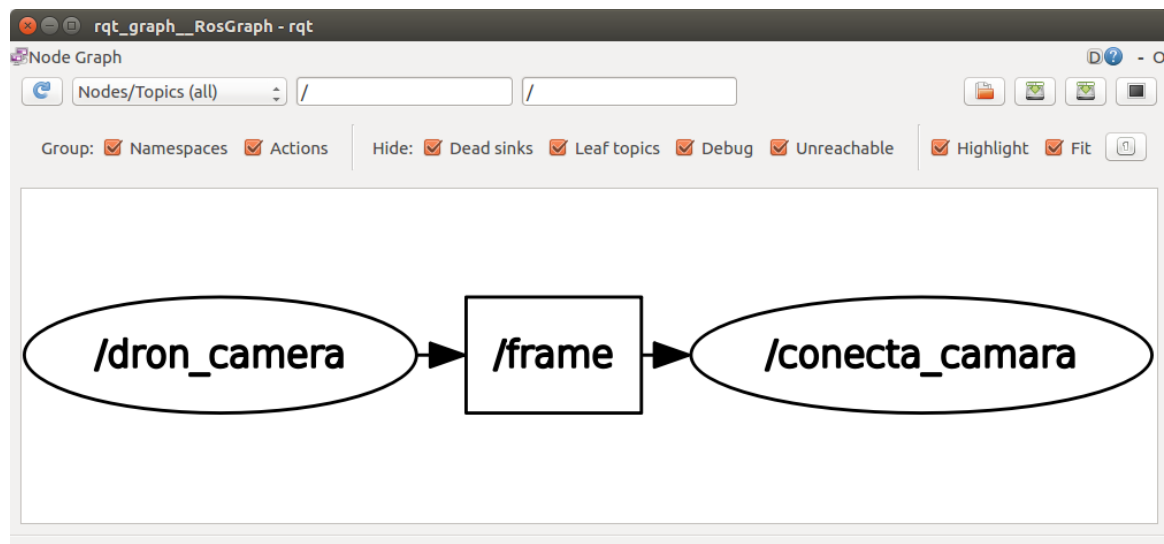 rqt_graph__RosGraph - rqt
Node Graph D ? - O
Nodes/Topics (all) / /
Group: Namespaces Actions Hide: Dead sinks Leaf topics Debug Unreachable Highlight Fit
/dron_camera /frame /conecta_camara